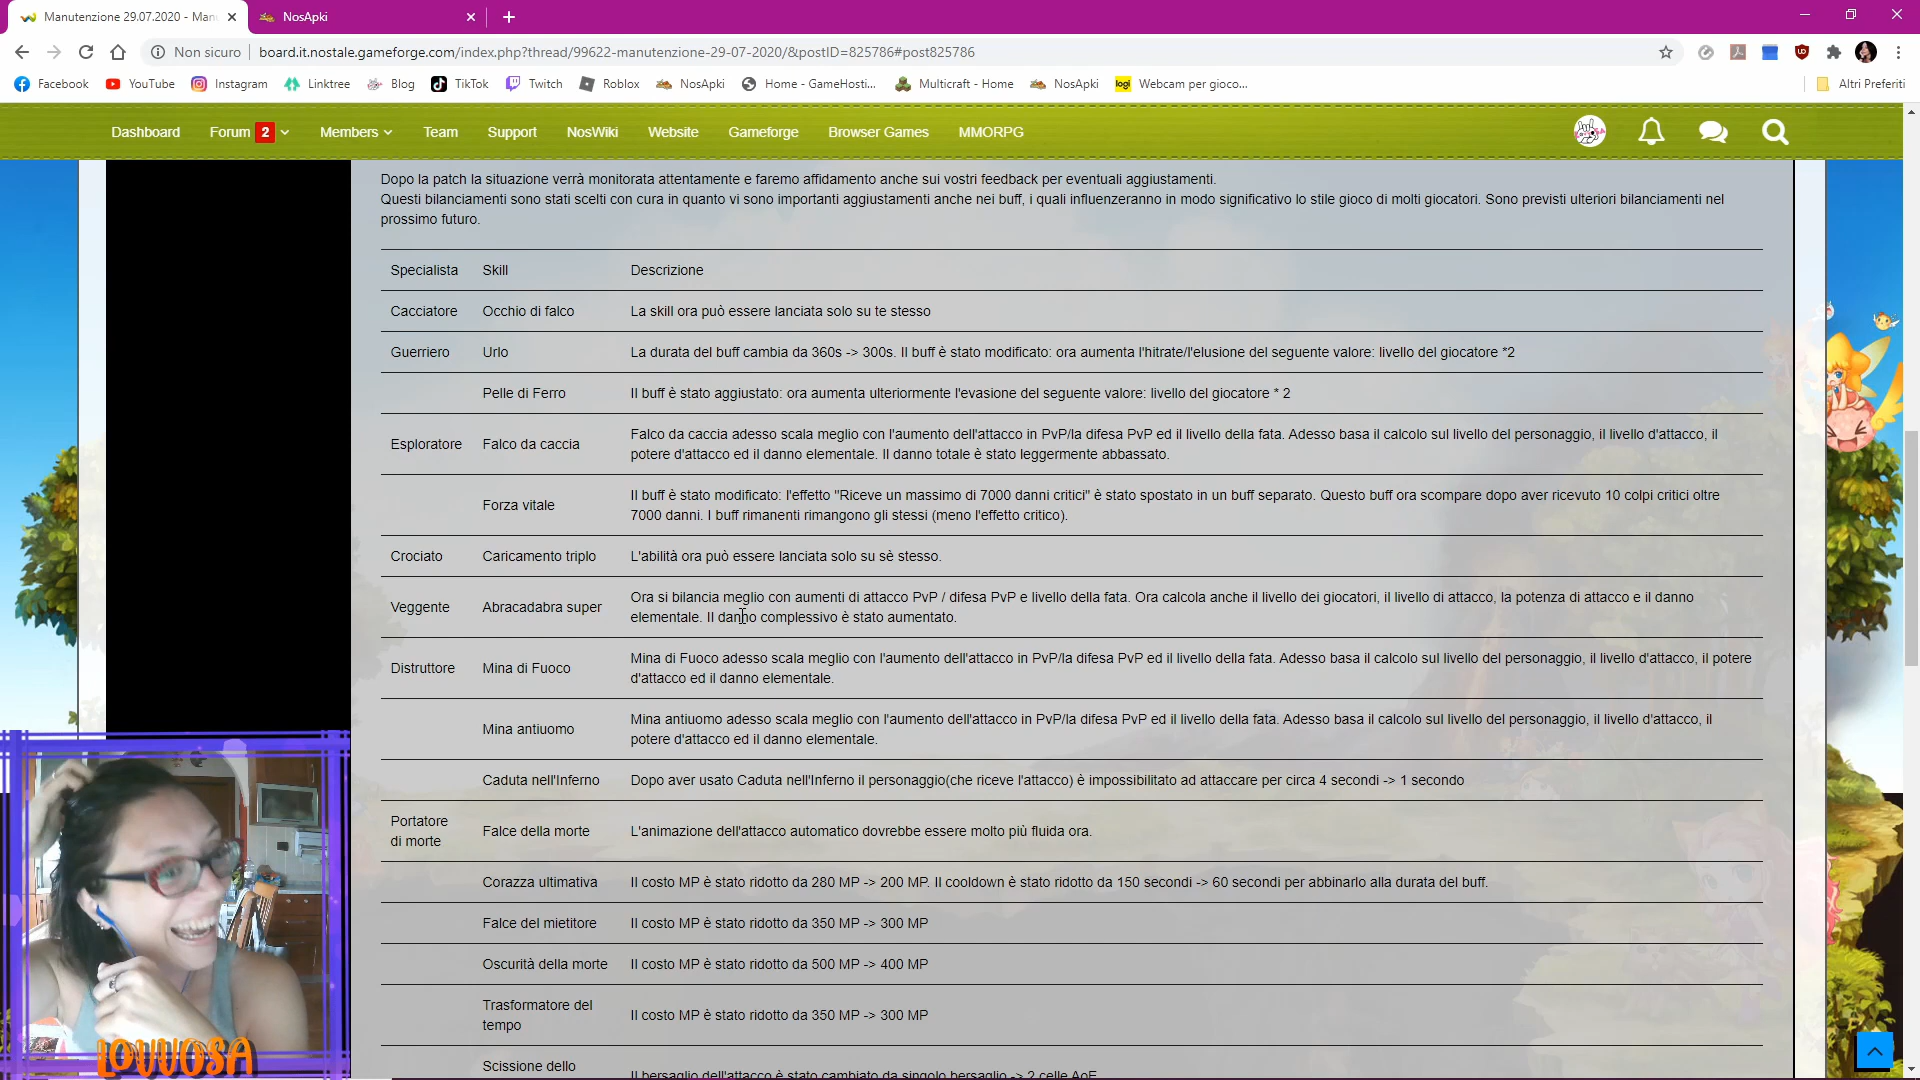 Manutenzione 29.07.2020 - Man
NosApki
Non sicuro
board.it.nostale.gameforge.com/index.php?thread/99622-manutenzione-29-07-2020/&postID=825786#post825786
Facebook
YouTube
Instagram
Linktree
Blog
TikTok
Twitch
Roblox
NosApki
Home - GameHosti...
Multicraft - Home
NosApki
logi
Webcam per gioco...
Altri Preferiti
Dashboard
Forum 2
Members
Team
Support
NosWiki
Website
Gameforge
Browser Games
MMORPG
Dopo la patch la situazione verrà monitorata attentamente e faremo affidamento anche sui vostri feedback per eventuali aggiustamenti.
Questi bilanciamenti sono stati scelti con cura in quanto vi sono importanti aggiustamenti anche nei buff, i quali influenzeranno in modo significativo lo stile gioco di molti giocatori. Sono previsti ulteriori bilanciamenti nel
prossimo futuro.
Specialista
Skill
Descrizione
Cacciatore
Occhio di falco
La skill ora può essere lanciata solo su te stesso
Guerriero
Urlo
La durata del buff cambia da 360s -> 300s. Il buff è stato modificato: ora aumenta l'hitrate/l'elusione del seguente valore: livello del giocatore *2
Pelle di Ferro
Il buff è stato aggiustato: ora aumenta ulteriormente l'evasione del seguente valore: livello del giocatore * 2
Esploratore
Falco da caccia
Falco da caccia adesso scala meglio con l'aumento dell'attacco in PvP/la difesa PvP ed il livello della fata. Adesso basa il calcolo sul livello del personaggio, il livello d'attacco, il
potere d'attacco ed il danno elementale. Il danno totale è stato leggermente abbassato.
Forza vitale
Il buff è stato modificato: l'effetto "Riceve un massimo di 7000 danni critici" è stato spostato in un buff separato. Questo buff ora scompare dopo aver ricevuto 10 colpi critici oltre
7000 danni. I buff rimanenti rimangono gli stessi (meno l'effetto critico).
Crociato
Caricamento triplo
L'abilità ora può essere lanciata solo su sè stesso.
Veggente
Abracadabra super
Ora si bilancia meglio con aumenti di attacco PvP / difesa PvP e livello della fata. Ora calcola anche il livello dei giocatori, il livello di attacco, la potenza di attacco e il danno
elementale. Il danno complessivo è stato aumentato.
Distruttore
Mina di Fuoco
Mina di Fuoco adesso scala meglio con l'aumento dell'attacco in PvP/la difesa PvP ed il livello della fata. Adesso basa il calcolo sul livello del personaggio, il livello d'attacco, il potere
d'attacco ed il danno elementale.
Mina antiuomo
Mina antiuomo adesso scala meglio con l'aumento dell'attacco in PvP/la difesa PvP ed il livello della fata. Adesso basa il calcolo sul livello del personaggio, il livello d'attacco, il
potere d'attacco ed il danno elementale.
Caduta nell'Inferno
Dopo aver usato Caduta nell'Inferno il personaggio(che riceve l'attacco) è impossibilitato ad attaccare per circa 4 secondi -> 1 secondo
Portatore
di morte
Falce della morte
L'animazione dell'attacco automatico dovrebbe essere molto più fluida ora.
Corazza ultimativa
Il costo MP è stato ridotto da 280 MP -> 200 MP. Il cooldown è stato ridotto da 150 secondi -> 60 secondi per abbinarlo alla durata del buff.
Falce del mietitore
Il costo MP è stato ridotto da 350 MP -> 300 MP
Oscurità della morte
Il costo MP è stato ridotto da 500 MP -> 400 MP
Trasformatore del
tempo
Il costo MP è stato ridotto da 350 MP -> 300 MP
Scissione dello
Il bersaglio dell'attacco è stato cambiato da singolo bersaglio -> 2 celle AoE
LOVVOSA